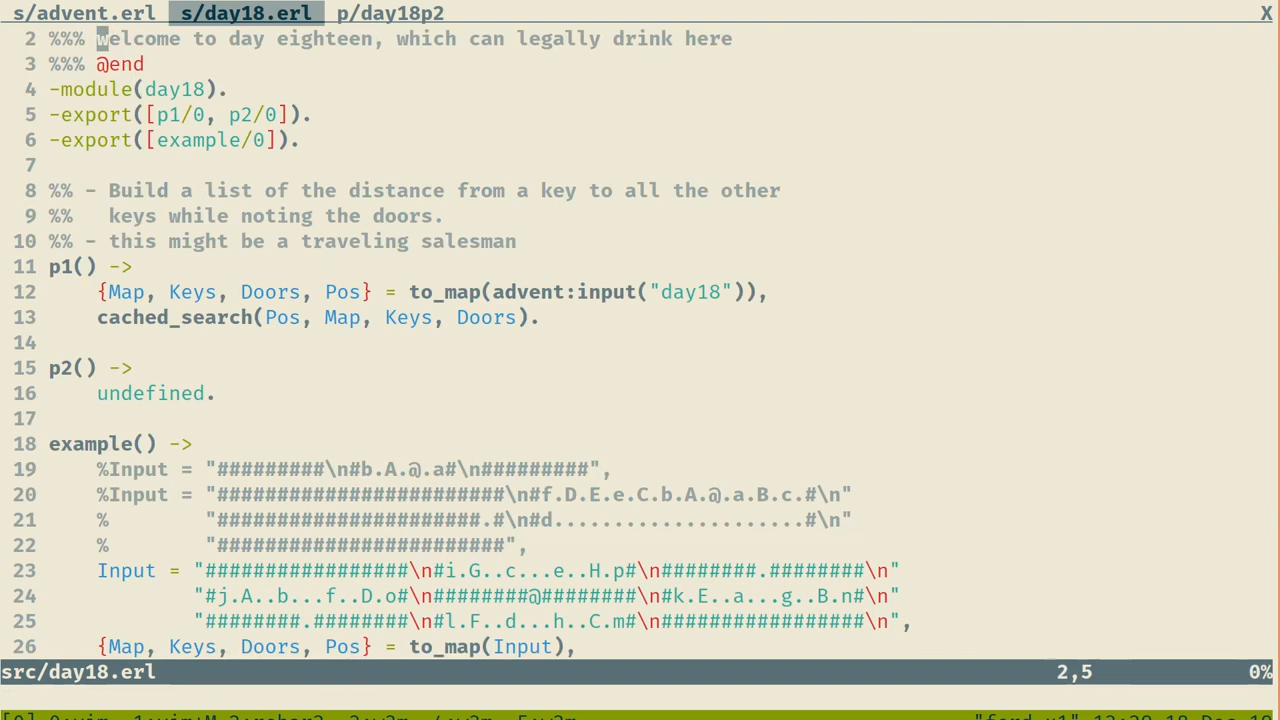 s/advent.erl  s/day18.erl  p/day18p2  X
2 %%% welcome to day eighteen, which can legally drink here
3 %%% @end
4 -module(day18).
5 -export([p1/0, p2/0]).
6 -export([example/0]).
7
8 %% - Build a list of the distance from a key to all the other
9 %%   keys while noting the doors.
10 %% - this might be a traveling salesman
11 p1() ->
12     {Map, Keys, Doors, Pos} = to_map(advent:input("day18")),
13     cached_search(Pos, Map, Keys, Doors).
14
15 p2() ->
16     undefined.
17
18 example() ->
19     %Input = "#########\n#b.A.@.a#\n#########",
20     %Input = "########################\n#f.D.E.e.C.b.A.@.a.B.c.#\n"
21     %        "######################.#\n#d.....................#\n"
22     %        "########################",
23     Input = "#################\n#i.G..c...e..H.p#\n########.########\n"
24             "#j.A..b...f..D.o#\n########@########\n#k.E..a...g..B.n#\n"
25             "########.########\n#l.F..d...h..C.m#\n#################\n",
26     {Map, Keys, Doors, Pos} = to_map(Input),
src/day18.erl  2,5  0%